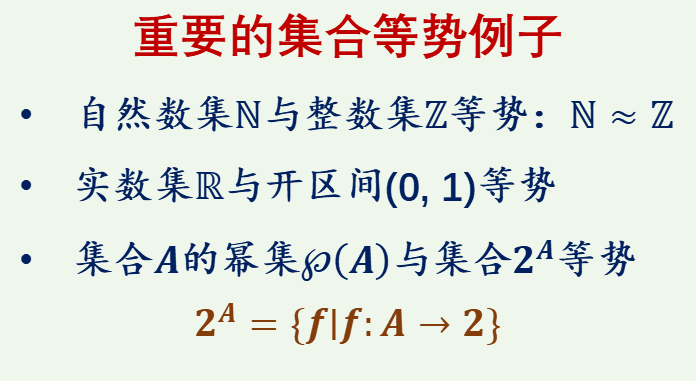 重要的集合等势例子
• 自然数集ℕ与整数集ℤ等势：ℕ ≈ ℤ
• 实数集ℝ与开区间(0, 1)等势
• 集合A的幂集℘(A)与集合2ᴬ等势
2ᴬ = {f|f: A → 2}